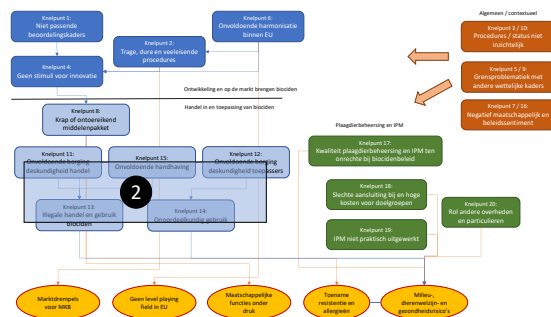 Knelpunt 1:
Niet passende
beoordelingskaders
Knelpunt 2:
Trage, dure en veeleisende
procedures
Knelpunt 6:
Onvoldoende harmonisatie
binnen EU
Knelpunt 4:
Geen stimuli voor innovatie
Algemeen / contextueel
Knelpunt 3 / 10:
Procedures / status niet
inzichtelijk
Knelpunt 5 / 9:
Grensproblematiek met
andere wettelijke kaders
Knelpunt 7 / 16:
Negatief maatschappelijk en
beleidssentiment
Ontwikkeling en op de markt brengen biociden
Handel in en toepassing van biociden
Knelpunt 8:
Krap of ontoereikend
middelenpakket
Plaagdierbeheersing en IPM
Knelpunt 11:
Onvoldoende borging
deskundigheid handel
Knelpunt 15:
Onvoldoende handhaving
Knelpunt 12:
Onvoldoende borging
deskundigheid toepassers
2
Knelpunt 13:
Illegale handel en gebruik
biociden
Knelpunt 14:
Onoordeelkundig gebruik
Knelpunt 17:
Kwaliteit plaagdierbeheersing en IPM ten
onrechte bij biocidenbeleid
Knelpunt 18:
Slechte aansluiting bij en hoge
kosten voor doelgroepen
Knelpunt 19:
IPM niet praktisch uitgewerkt
Knelpunt 20:
Rol andere overheden
en particulieren
Marktdrempels
voor MKB
Geen level playing
field in EU
Maatschappelijke
functies onder
druk
Toename
resistentie en
allergieën
Milieu-,
dierenwelzijn- en
gezondheidsrisico's